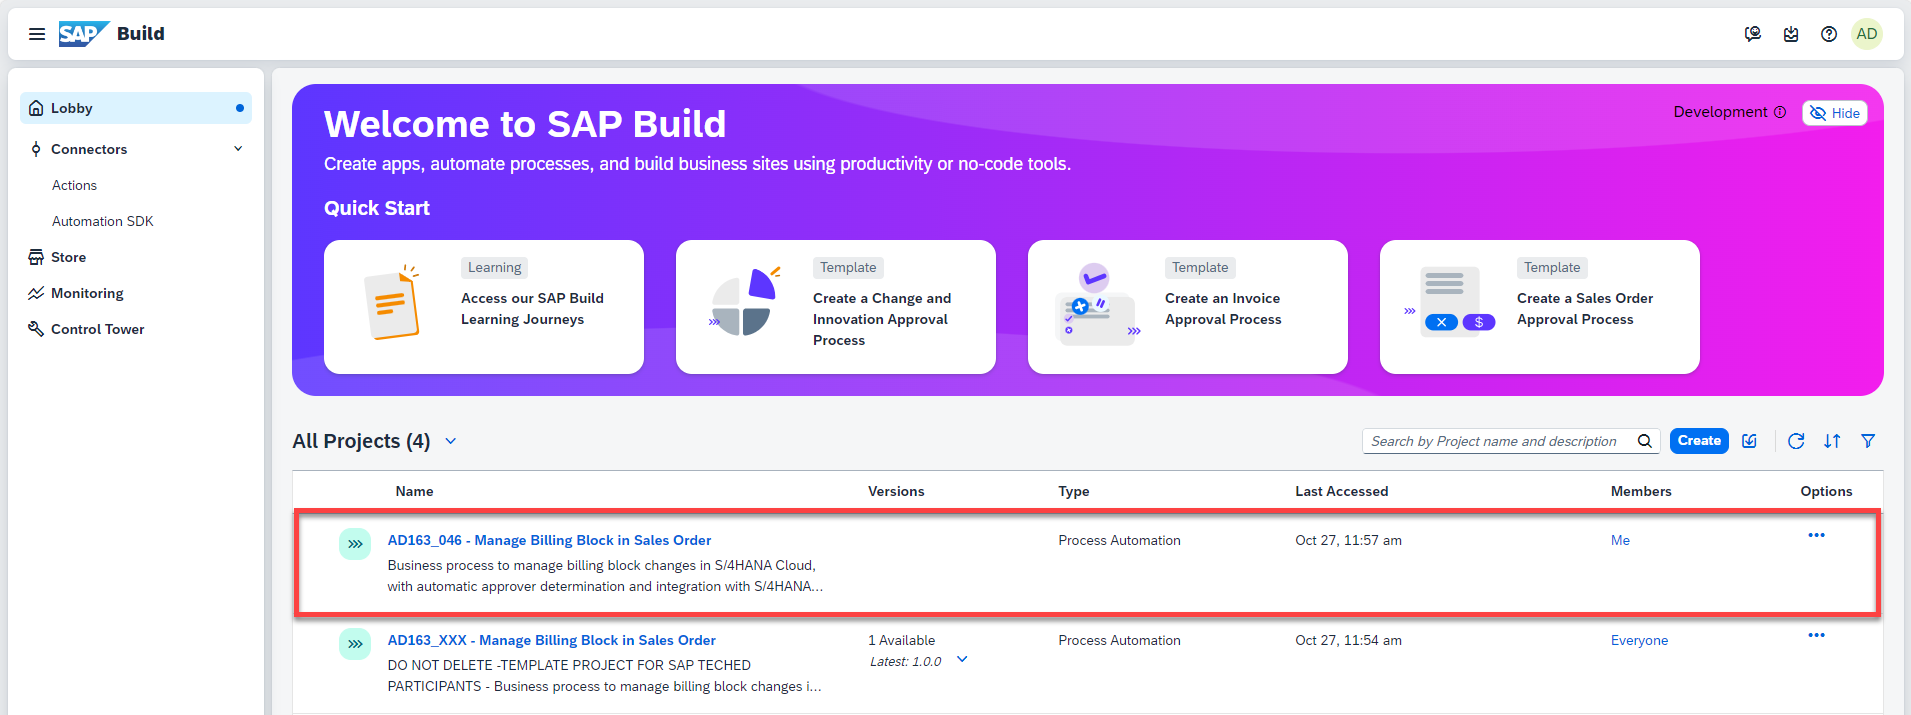 SAP Build
AD
Lobby
Connectors
Actions
Automation SDK
Store
Monitoring
Control Tower
Welcome to SAP Build
Development
Hide
Create apps, automate processes, and build business sites using productivity or no-code tools.
Quick Start
Learning
Access our SAP Build
Learning Journeys
Template
Create a Change and
Innovation Approval
Process
Template
Create an Invoice
Approval Process
Template
Create a Sales Order
Approval Process
All Projects (4)
Search by Project name and description
Create
Name Versions Type Last Accessed Members Options
AD163_046 - Manage Billing Block in Sales Order Process Automation Oct 27, 11:57 am Me
Business process to manage billing block changes in S/4HANA Cloud,
with automatic approver determination and integration with S/4HANA...
AD163_XXX - Manage Billing Block in Sales Order 1 Available Process Automation Oct 27, 11:54 am Everyone
Latest: 1.0.0
DO NOT DELETE -TEMPLATE PROJECT FOR SAP TECHED
PARTICIPANTS - Business process to manage billing block changes i...